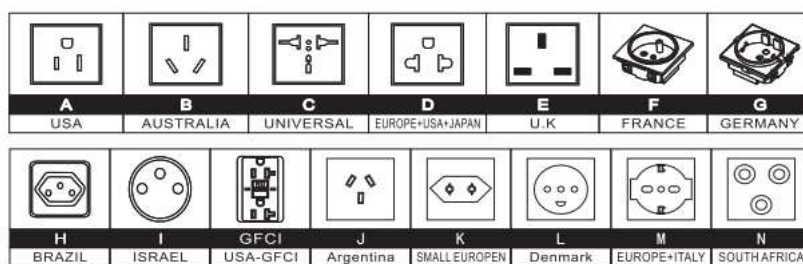 A B C D E F G
USA AUSTRALIA UNIVERSAL EUROPE+USA+JAPAN U.K FRANCE GERMANY
H I GFCI J K L M N
BRAZIL ISRAEL USA-GFCI Argentina SMALL EUROPEN Denmark EUROPE+ITALY SOUTH AFRICA